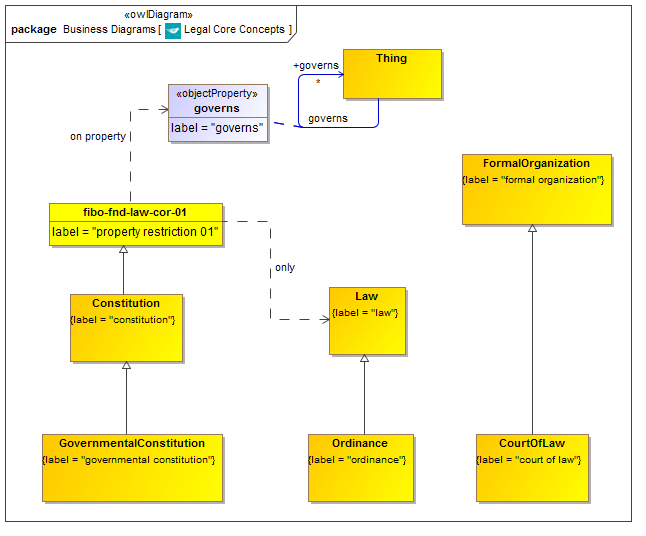 «owlDiagram»
package Business Diagrams [ Legal Core Concepts ]
Thing
+governs
*
governs
«objectProperty»
governs
label = "governs"
on property
FormalOrganization
{label = "formal organization"}
fibo-fnd-law-cor-01
label = "property restriction 01"
only
Constitution
{label = "constitution"}
Law
{label = "law"}
GovernmentalConstitution
{label = "governmental constitution"}
Ordinance
{label = "ordinance"}
CourtOfLaw
{label = "court of law"}